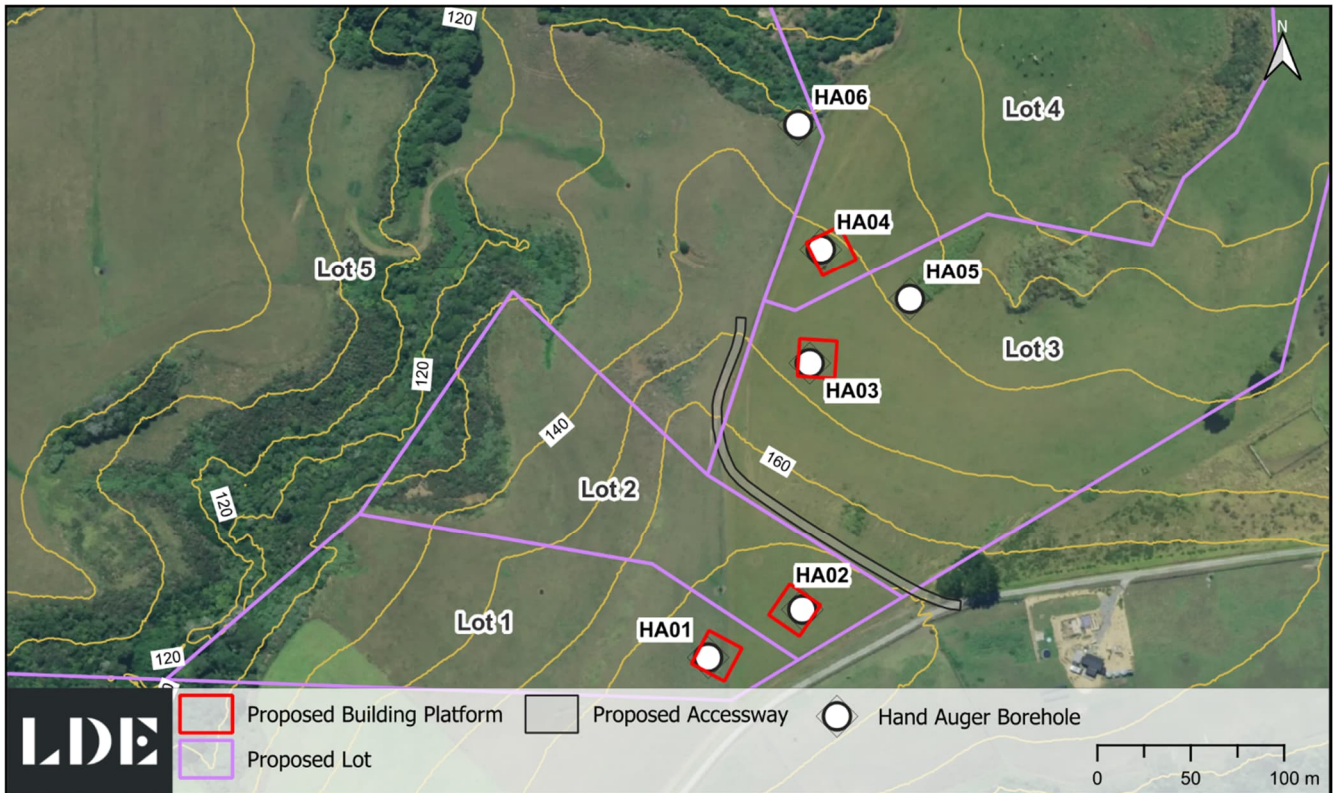 120
N
HA06
Lot 4
HA04
Lot 5
HA05
Lot 3
120
HA03
140
160
Lot 2
120
HA02
Lot 1
HA01
120
LDE
Proposed Building Platform
Proposed Accessway
Hand Auger Borehole
Proposed Lot
0
50
100 m